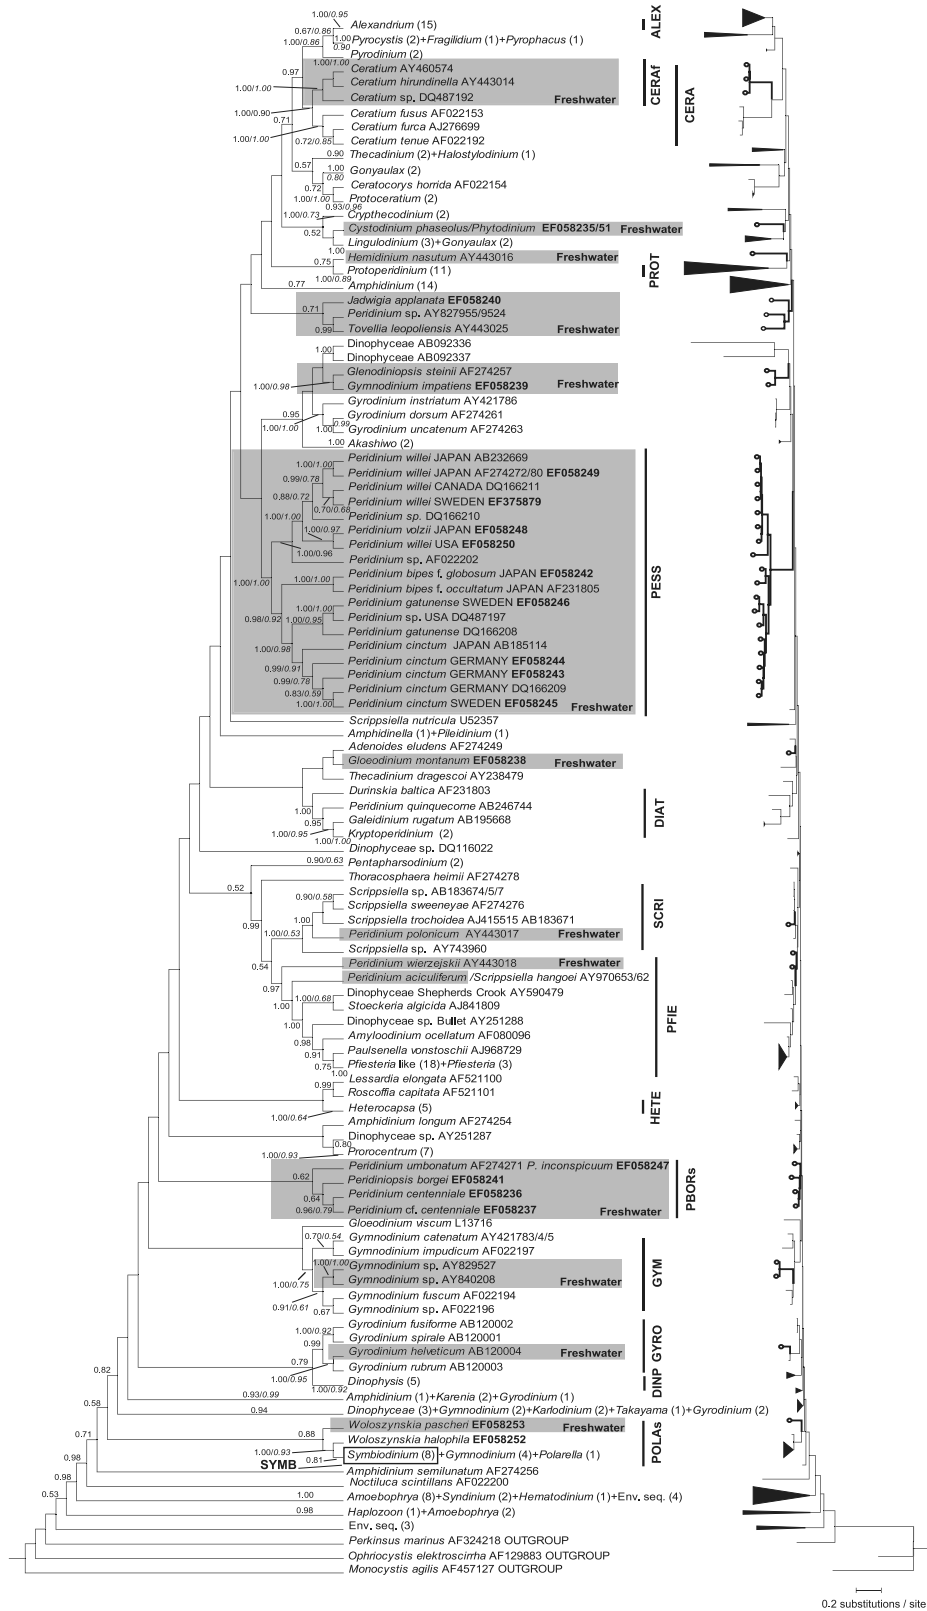 1.00/0.95
Alexandrium (15)
0.67/0.86
1.00
Pyrocystis (2)+Fragilidium (1)+Pyrophacus (1)
1.00/0.86
0.90
Pyrodinium (2)
ALEX
1.00/1.00
0.97
Ceratium AY460574
Ceratium hirundinella AY443014
1.00/1.00
Ceratium sp. DQ487192 Freshwater
CERAf
CERA
1.00/0.90
Ceratium fusus AF022153
0.71
Ceratium furca AJ276699
1.00/1.00
0.72/0.85
Ceratium tenue AF022192
0.90
Thecadinium (2)+Halostylodinium (1)
0.57
1.00
Gonyaulax (2)
0.80
0.72
Ceratocorys horrida AF022154
1.00/1.00
Protoceratium (2)
0.93/0.96
1.00/0.73
Crypthecodinium (2)
Cystodinium phaseolus/Phytodinium EF058235/51 Freshwater
0.52
Lingulodinium (3)+Gonyaulax (2)
1.00
Hemidinium nasutum AY443016 Freshwater
0.75
Protoperidinium (11)
PROT
1.00/0.89
0.77
Amphidinium (14)
Jadwigia applanata EF058240
0.71
Peridinium sp. AY827955/9524
0.99
Tovellia leopoliensis AY443025 Freshwater
Dinophyceae AB092336
1.00
Dinophyceae AB092337
Glenodiniopsis steinii AF274257
1.00/0.98
Gymnodinium impatiens EF058239 Freshwater
Gyrodinium instriatum AY421786
0.95
Gyrodinium dorsum AF274261
1.00/1.00
0.99
Gyrodinium uncatenum AF274263
1.00
Akashiwo (2)
Peridinium willei JAPAN AB232669
1.00/1.00
Peridinium willei JAPAN AF274272/80 EF058249
0.99/0.78
Peridinium willei CANADA DQ166211
0.88/0.72
Peridinium willei SWEDEN EF375879
0.70/0.68
Peridinium sp. DQ166210
1.00/1.00
Peridinium volzii JAPAN EF058248
1.00/0.97
Peridinium willei USA EF058250
1.00/0.96
Peridinium sp. AF022202
Peridinium bipes f. globosum JAPAN EF058242
1.00/1.00
1.00/1.00
Peridinium bipes f. occultatum JAPAN AF231805
Peridinium gatunense SWEDEN EF058246
1.00/1.00
0.98/0.92
1.00/0.95
Peridinium sp. USA DQ487197
Peridinium gatunense DQ166208
1.00/0.98
Peridinium cinctum JAPAN AB185114
Peridinium cinctum GERMANY EF058244
0.99/0.91
Peridinium cinctum GERMANY EF058243
0.99/0.78
Peridinium cinctum GERMANY DQ166209
0.83/0.59
1.00/1.00
Peridinium cinctum SWEDEN EF058245 Freshwater
PESS
Scrippsiella nutricula U52357
Amphidinella (1)+Pileidinium (1)
Adenoides eludens AF274249
Gloeodinium montanum EF058238 Freshwater
Thecadinium dragescoi AY238479
Durinskia baltica AF231803
1.00
Peridinium quinquecorne AB246744
0.95
Galeidinium rugatum AB195668
1.00/0.95
Kryptoperidinium (2)
1.00/1.00
DIAT
Dinophyceae sp. DQ116022
0.90/0.63
Pentapharsodinium (2)
0.52
Thoracosphaera heimii AF274278
Scrippsiella sp. AB183674/5/7
0.90/0.58
Scrippsiella sweeneyae AF274276
1.00
Scrippsiella trochoidea AJ415515 AB183671
0.99
1.00/0.53
Peridinium polonicum AY443017 Freshwater
Scrippsiella sp. AY743960
SCRI
0.54
Peridinium wierzejskii AY443018 Freshwater
Peridinium aciculiferum /Scrippsiella hangoei AY970653/62
0.97
Dinophyceae Shepherds Crook AY590479
1.00/0.68
Stoeckeria algicida AJ841809
1.00
Dinophyceae sp. Bullet AY251288
Amyloodinium ocellatum AF080096
0.98
0.91
Paulsenella vonstoschii AJ968729
0.75
Pfiesteria like (18)+Pfiesteria (3)
PFIE
1.00
Lessardia elongata AF521100
0.99
Roscoffia capitata AF521101
Heterocapsa (5)
1.00/0.64
HETE
Amphidinium longum AF274254
Dinophyceae sp. AY251287
0.80
1.00/0.93
Prorocentrum (7)
Peridinium umbonatum AF274271 P. inconspicuum EF058247
0.62
Peridiniopsis borgei EF058241
0.64
Peridinium centenniale EF058236
0.96/0.79
Peridinium cf. centenniale EF058237 Freshwater
PBORs
Gloeodinium viscum L13716
0.70/0.54
Gymnodinium catenatum AY421783/4/5
Gymnodinium impudicum AF022197
1.00/1.00
Gymnodinium sp. AY829527
1.00/0.75
Gymnodinium sp. AY840208 Freshwater
0.91/0.61
Gymnodinium fuscum AF022194
0.67
Gymnodinium sp. AF022196
GYM
1.00/0.92
Gyrodinium fusiforme AB120002
0.99
Gyrodinium spirale AB120001
Gyrodinium helveticum AB120004 Freshwater
0.79
Gyrodinium rubrum AB120003
GYRO
0.82
1.00/0.95
1.00/0.92
Dinophysis (5)
DINP
0.93/0.99
Amphidinium (1)+Karenia (2)+Gyrodinium (1)
0.58
0.94
Dinophyceae (3)+Gymnodinium (2)+Karlodinium (2)+Takayama (1)+Gyrodinium (2)
Woloszynskia pascheri EF058253 Freshwater
0.71
0.88
Woloszynskia halophila EF058252
1.00/0.93
0.81
Symbiodinium (8)+Gymnodinium (4)+Polarella (1)
SYMB
POLAs
0.98
Amphidinium semilunatum AF274256
Noctiluca scintillans AF022200
0.98
0.53
1.00
Amoebophrya (8)+Syndinium (2)+Hematodinium (1)+Env. seq. (4)
0.98
Haplozoon (1)+Amoebophrya (2)
Env. seq. (3)
Perkinsus marinus AF324218 OUTGROUP
Ophriocystis elektroscirrha AF129883 OUTGROUP
Monocystis agilis AF457127 OUTGROUP
0.2 substitutions / site